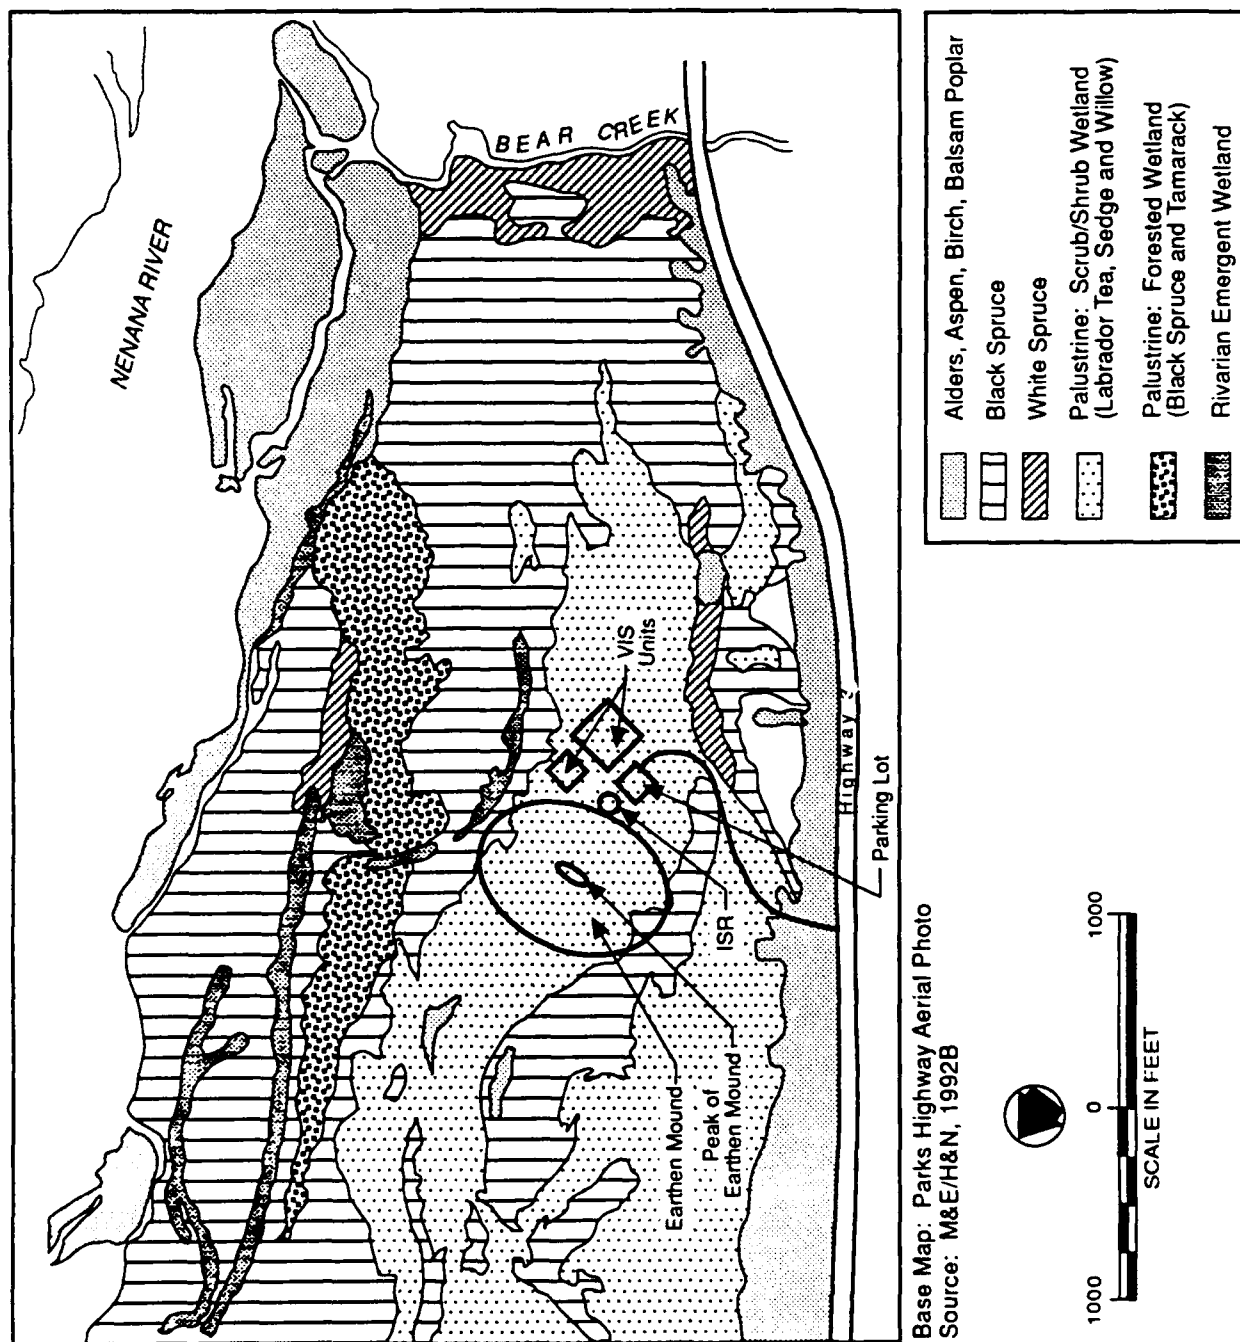 NENANA RIVER
BEAR CREEK
VIS
Units
Highway 3
Parking Lot
ISR
Earthen Mound
Peak of
Earthen Mound
Alders, Aspen, Birch, Balsam Poplar
Black Spruce
White Spruce
Palustrine: Scrub/Shrub Wetland
(Labrador Tea, Sedge and Willow)
Palustrine: Forested Wetland
(Black Spruce and Tamarack)
Rivarian Emergent Wetland
Base Map: Parks Highway Aerial Photo
Source: M&E/H&N, 1992B
1000 0 1000
SCALE IN FEET